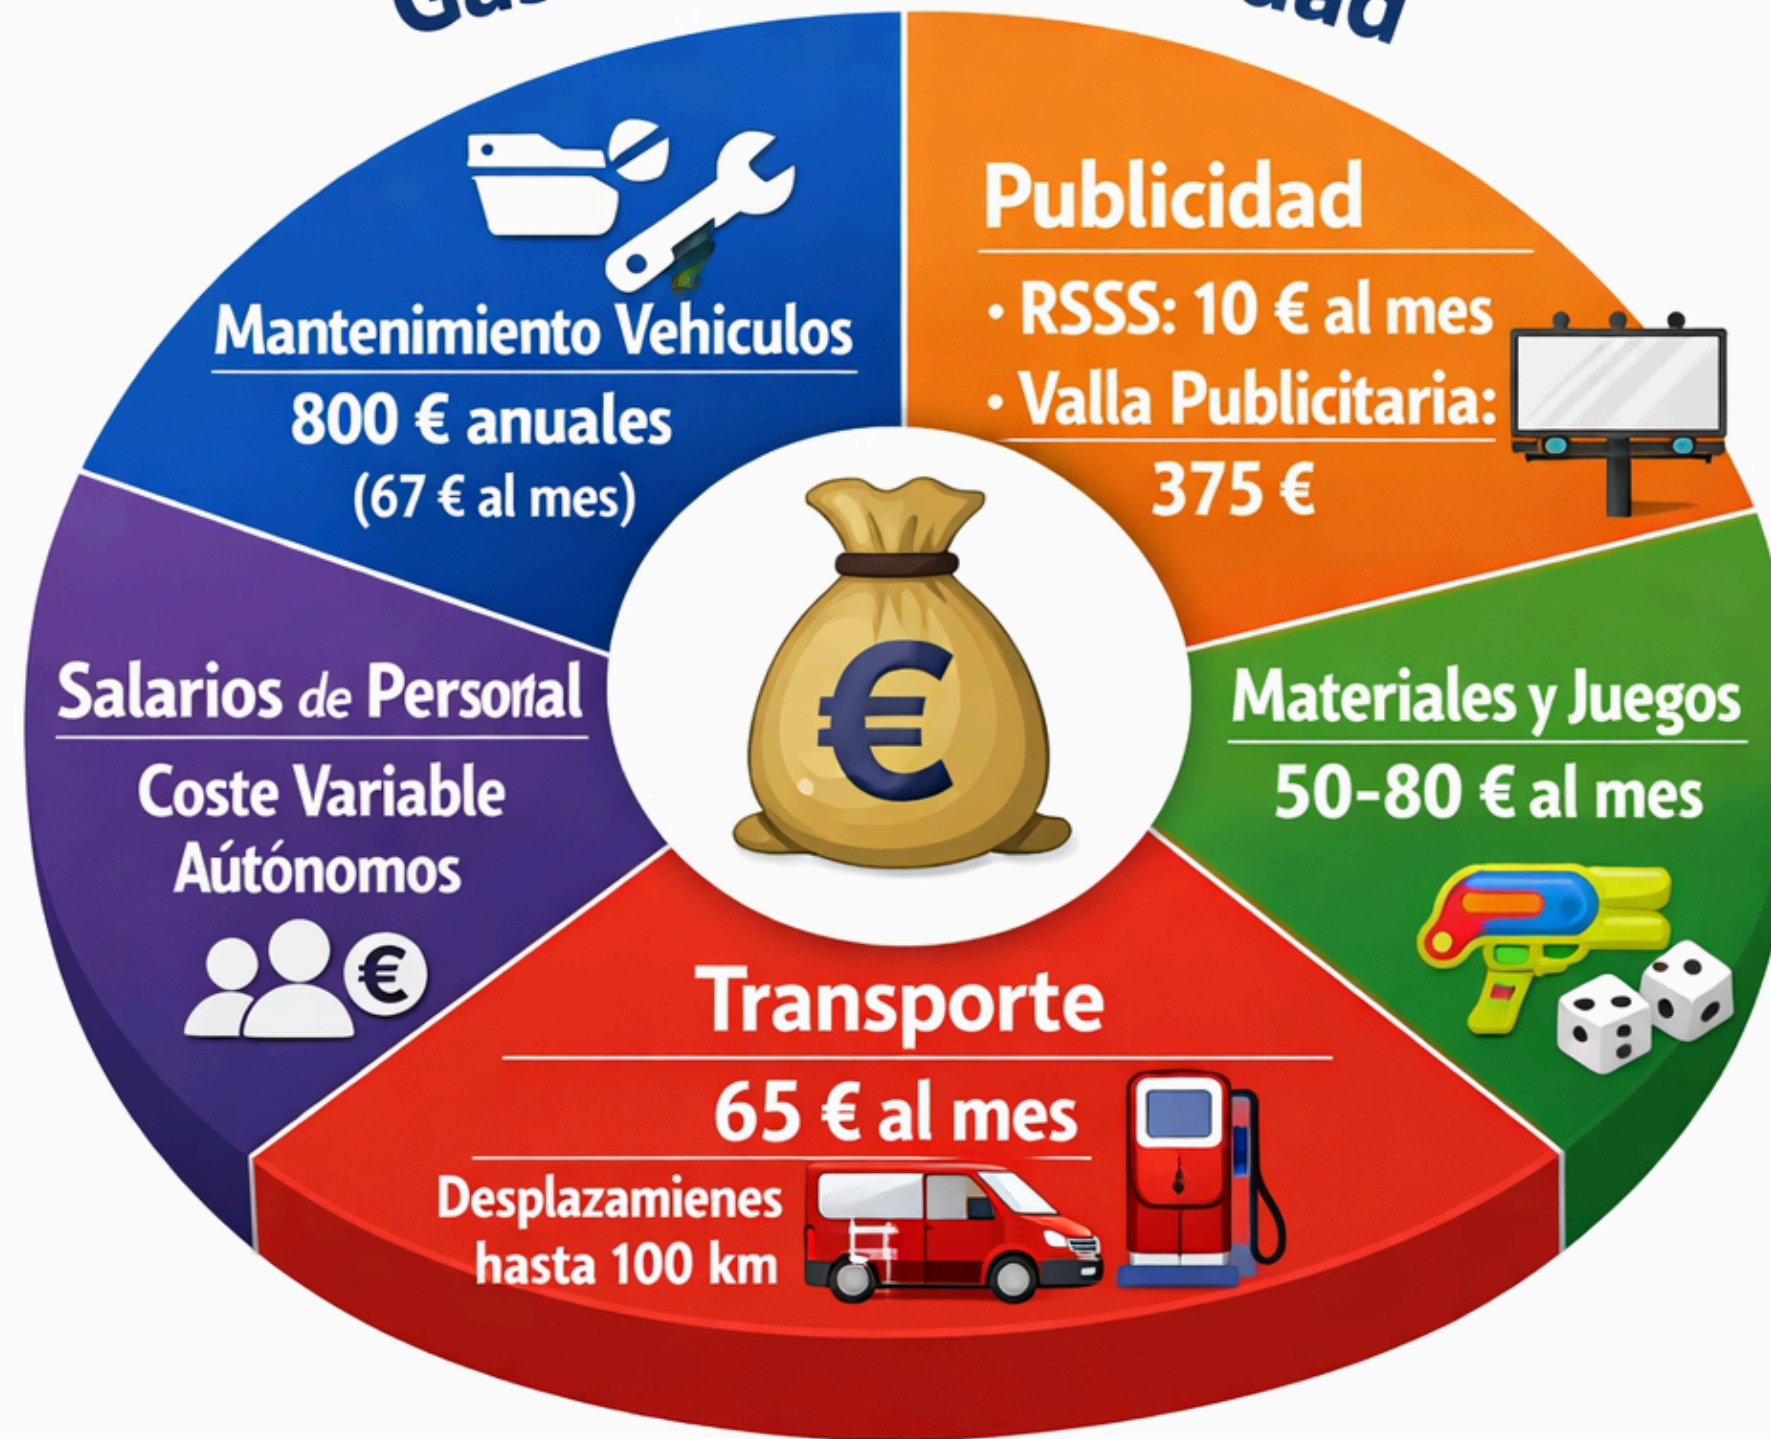 Mantenimiento Vehiculos
800 € anuales
(67 € al mes)
Publicidad
• RSSS: 10 € al mes
• Valla Publicitaria:
375 €
Salarios de Personal
Coste Variable
Aútónomos
Materiales y Juegos
50-80 € al mes
Transporte
65 € al mes
Desplazamienes
hasta 100 km
€
€